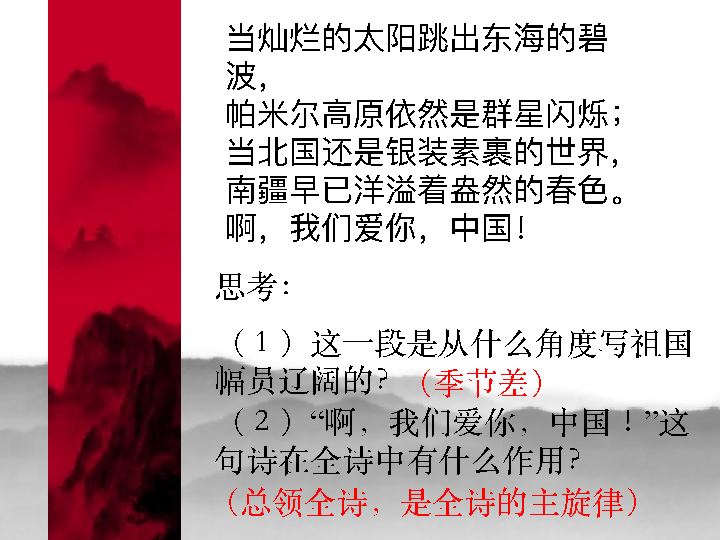 当灿烂的太阳跳出东海的碧
波，
帕米尔高原依然是群星闪烁；
当北国还是银装素裹的世界，
南疆早已洋溢着盎然的春色。
啊，我们爱你，中国！
思考：
（1）这一段是从什么角度写祖国
幅员辽阔的？（季节差）
（2）“啊，我们爱你，中国！”这
句诗在全诗中有什么作用？
（总领全诗，是全诗的主旋律）